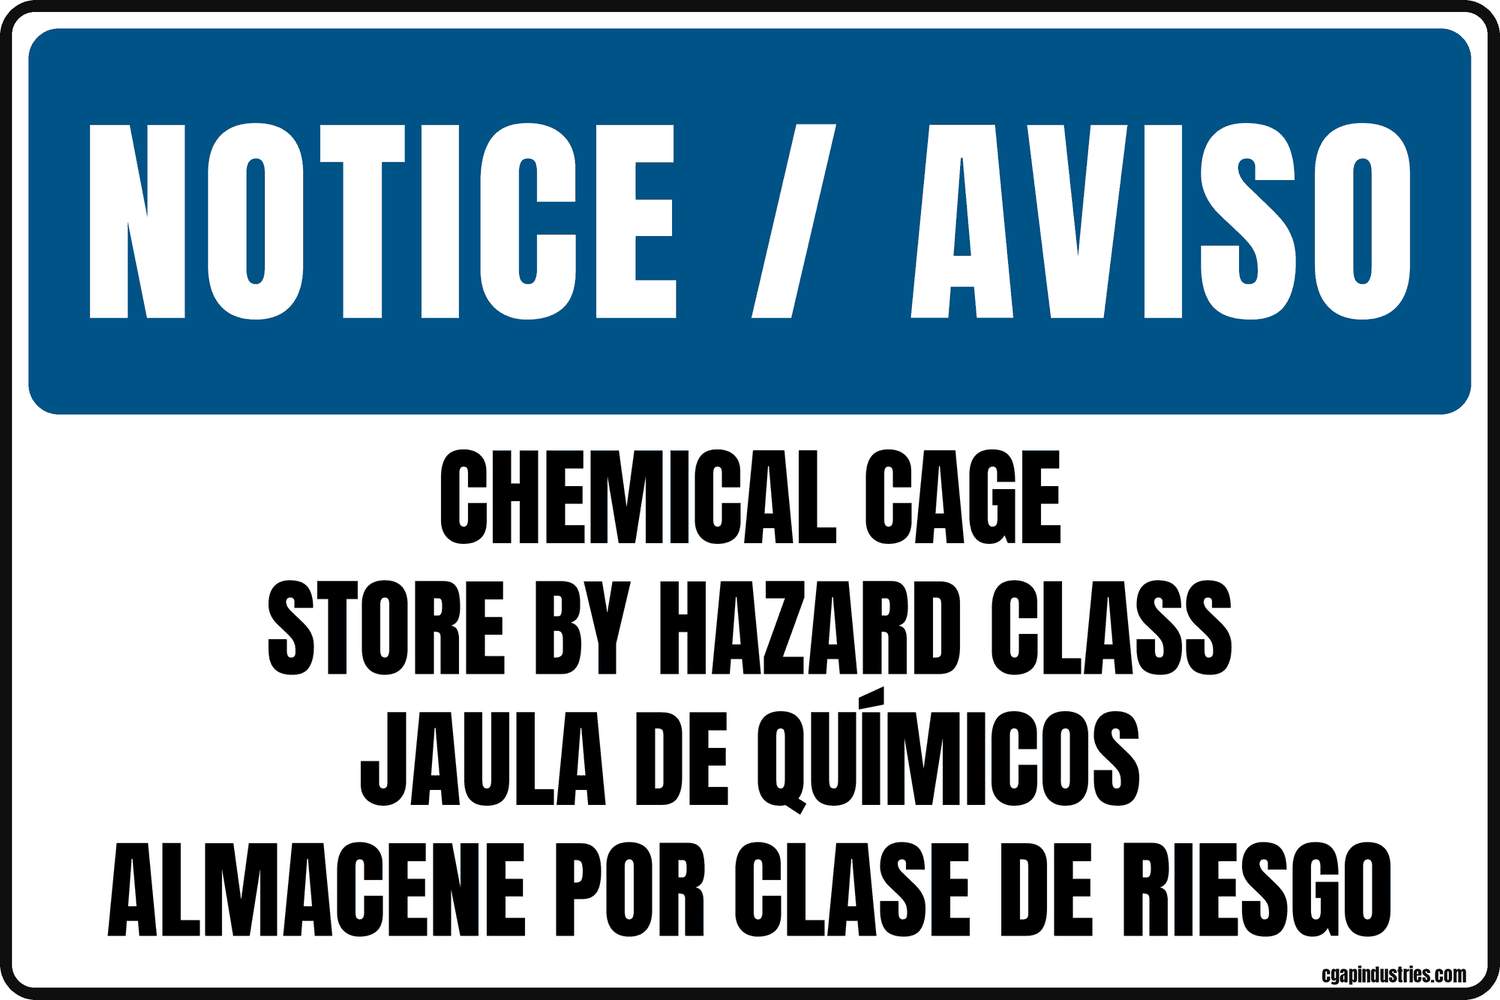 NOTICE / AVISO
CHEMICAL CAGE
STORE BY HAZARD CLASS
JAULA DE QUÍMICOS
ALMACENE POR CLASE DE RIESGO
cgapindustries.com